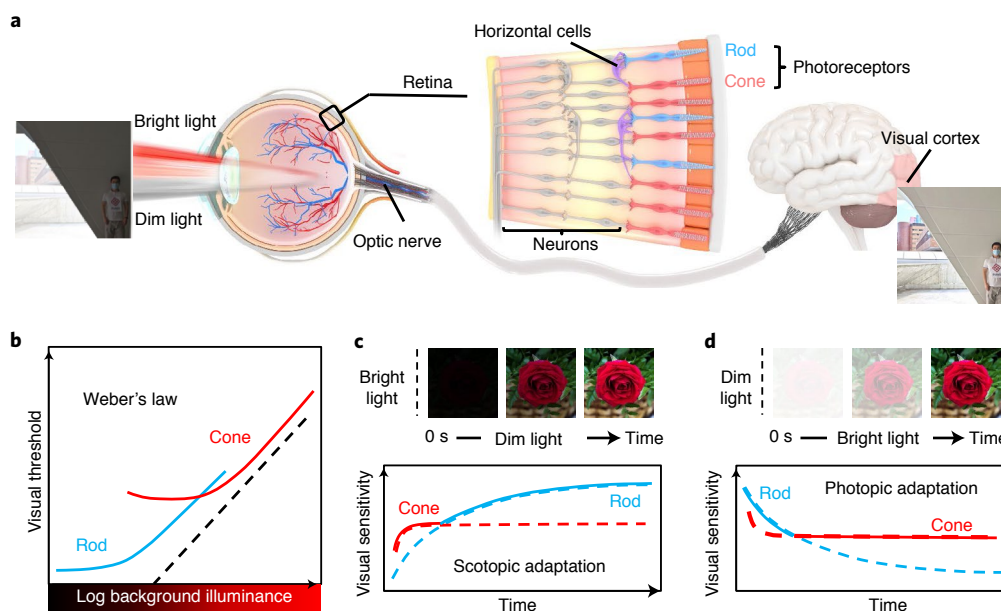 a
Horizontal cells
Rod
Cone
Photoreceptors
Retina
Bright light
Dim light
Optic nerve
Neurons
Visual cortex
b
Weber's law
Cone
Rod
Visual threshold
Log background illuminance
c
Bright
light
0 s
Dim light
Time
Visual sensitivity
Cone
Rod
Scotopic adaptation
Time
d
Dim
light
0 s
Bright light
Time
Visual sensitivity
Rod
Photopic adaptation
Cone
Time